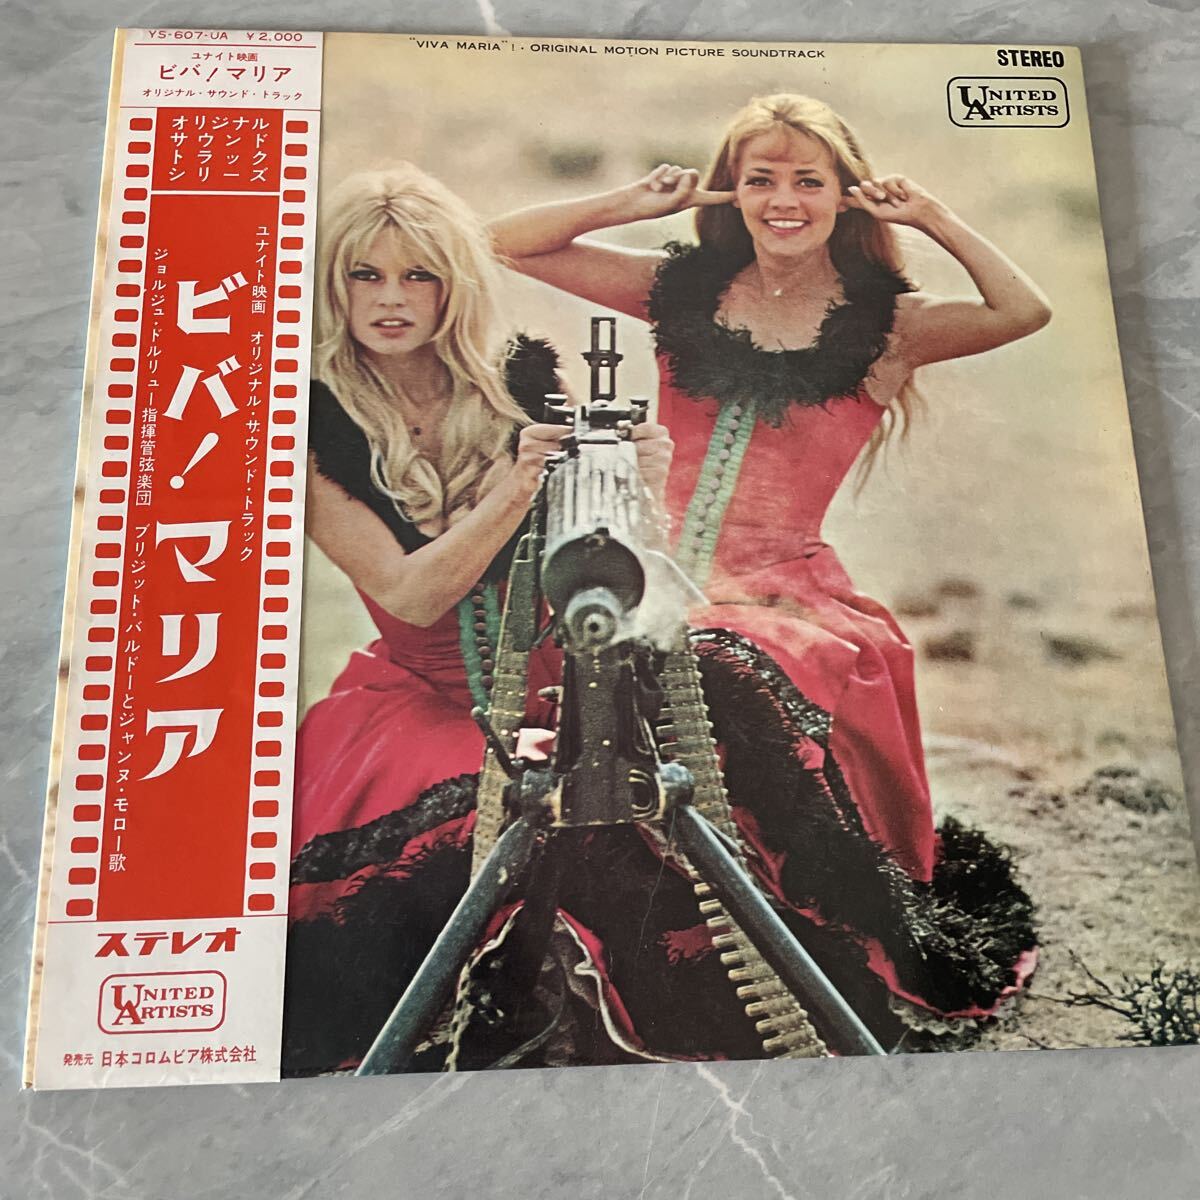 YS-607-UA ¥2,000
ユナイト映画
ビバ!マリア
オリジナル・サウンド・トラック
オリジナル
サウンド
トラック
シリーズ
ユナイト映画 オリジナル・サウンド・トラック
ビバ!マリア
ジョルジュ・ドルリュー指揮管弦楽団 ブリジット・バルドーとジャンヌ・モロー歌
ステレオ
UNITED
ARTISTS
発売元 日本コロムビア株式会社
"VIVA MARIA"! · ORIGINAL MOTION PICTURE SOUNDTRACK
STEREO
UNITED
ARTISTS